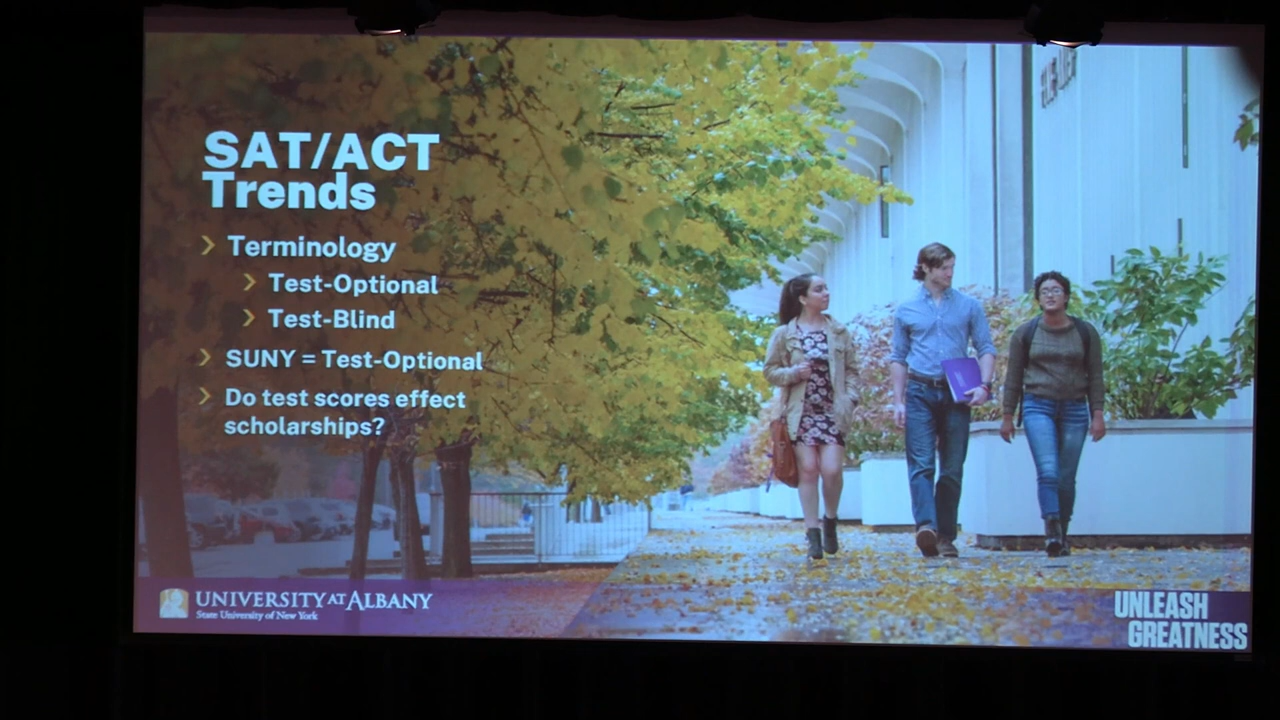 SAT/ACT
Trends
Terminology
Test-Optional
Test-Blind
SUNY = Test-Optional
Do test scores effect
scholarships?
UNIVERSITY AT ALBANY
State University of New York
UNLEASH
GREATNESS